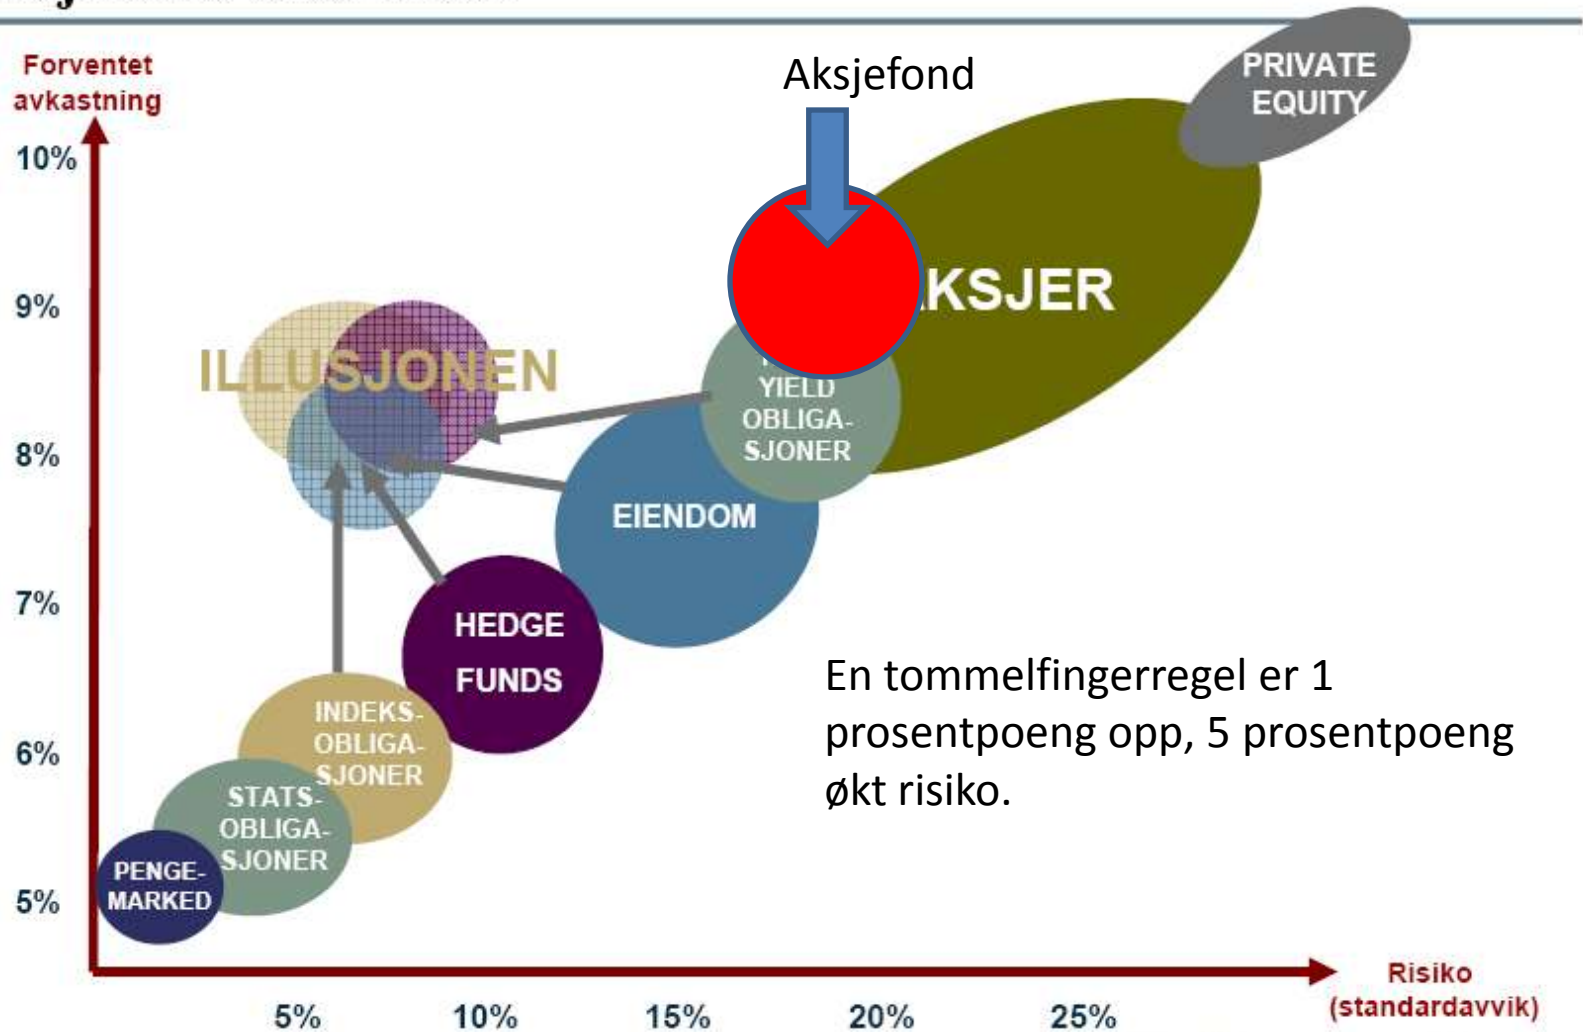 Forventet
avkastning
10%
9%
8%
7%
6%
5%
Aksjefond
PRIVATE
EQUITY
KSJER
ILLUSJONEN
YIELD
OBLIGA-
SJONER
EIENDOM
HEDGE
FUNDS
INDEKS-
OBLIGA-
SJONER
STATS-
OBLIGA-
SJONER
PENGE-
MARKED
En tommelfingerregel er 1
prosentpoeng opp, 5 prosentpoeng
økt risiko.
5%
10%
15%
20%
25%
Risiko
(standardavvik)